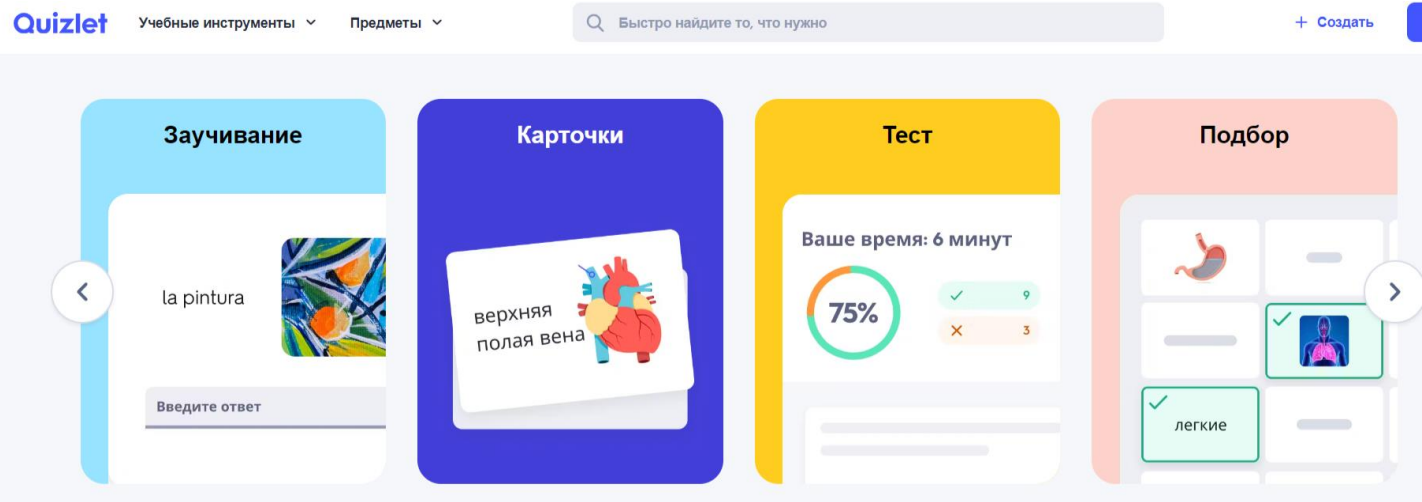 Quizlet Учебные инструменты Предметы Быстро найдите то, что нужно + Создать
Заучивание
la pintura
Введите ответ
Карточки
верхняя
полая вена
Тест
Ваше время: 6 минут
75%
9
3
Подбор
легкие